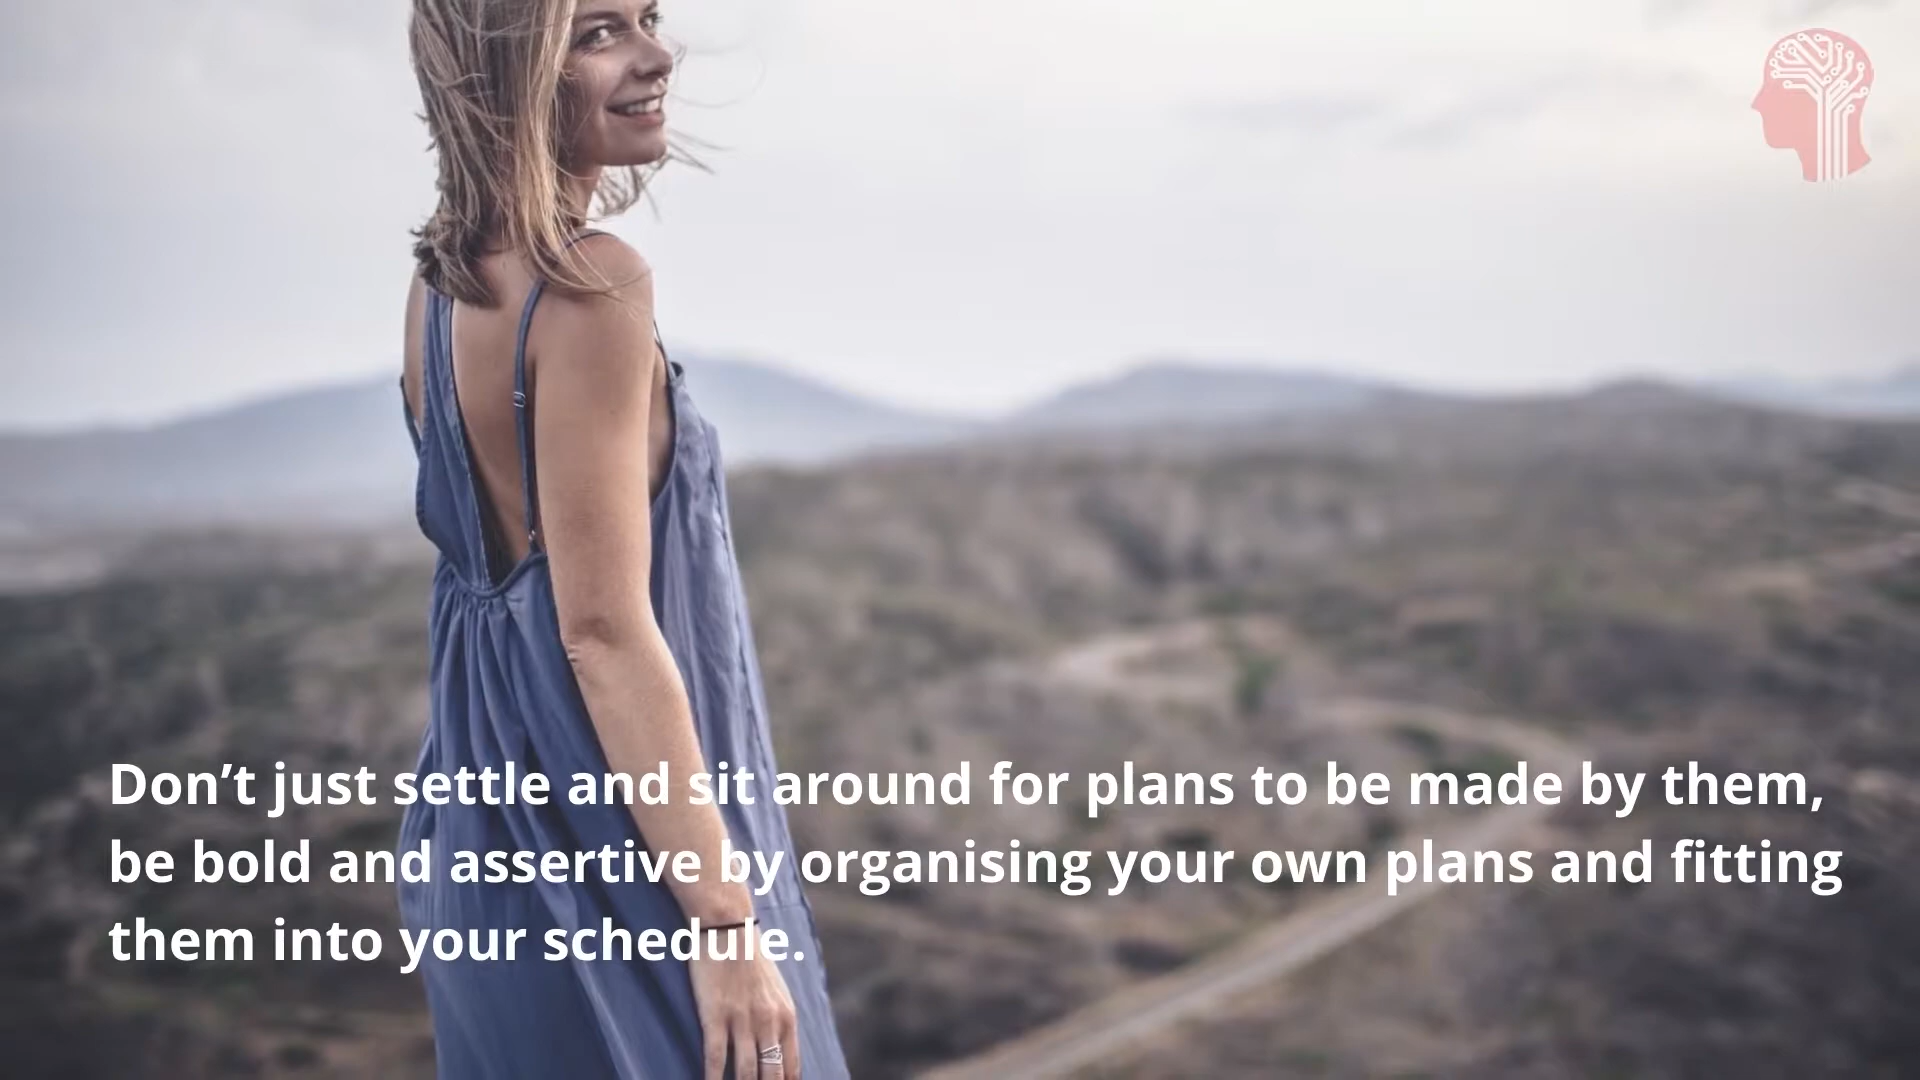 Don’t just settle and sit around for plans to be made by them,
be bold and assertive by organising your own plans and fitting
them into your schedule.